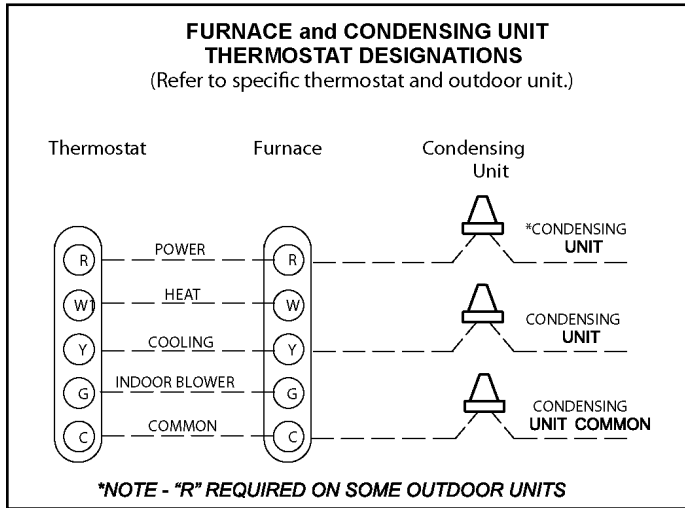 FURNACE and CONDENSING UNIT
THERMOSTAT DESIGNATIONS
(Refer to specific thermostat and outdoor unit.)
Thermostat Furnace Condensing
Unit
*CONDENSING
UNIT
R POWER R
W1 HEAT W
CONDENSING
UNIT
Y COOLING Y
G INDOOR BLOWER G
CONDENSING
UNIT COMMON
C COMMON C
*NOTE - "R" REQUIRED ON SOME OUTDOOR UNITS